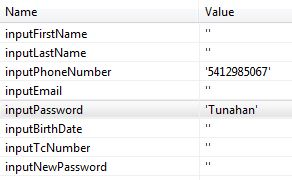 Name Value
inputFirstName ''
inputLastName ''
inputPhoneNumber '5412985067'
inputEmail ''
inputPassword 'Tunahan'
inputBirthDate ''
inputTcNumber ''
inputNewPassword ''